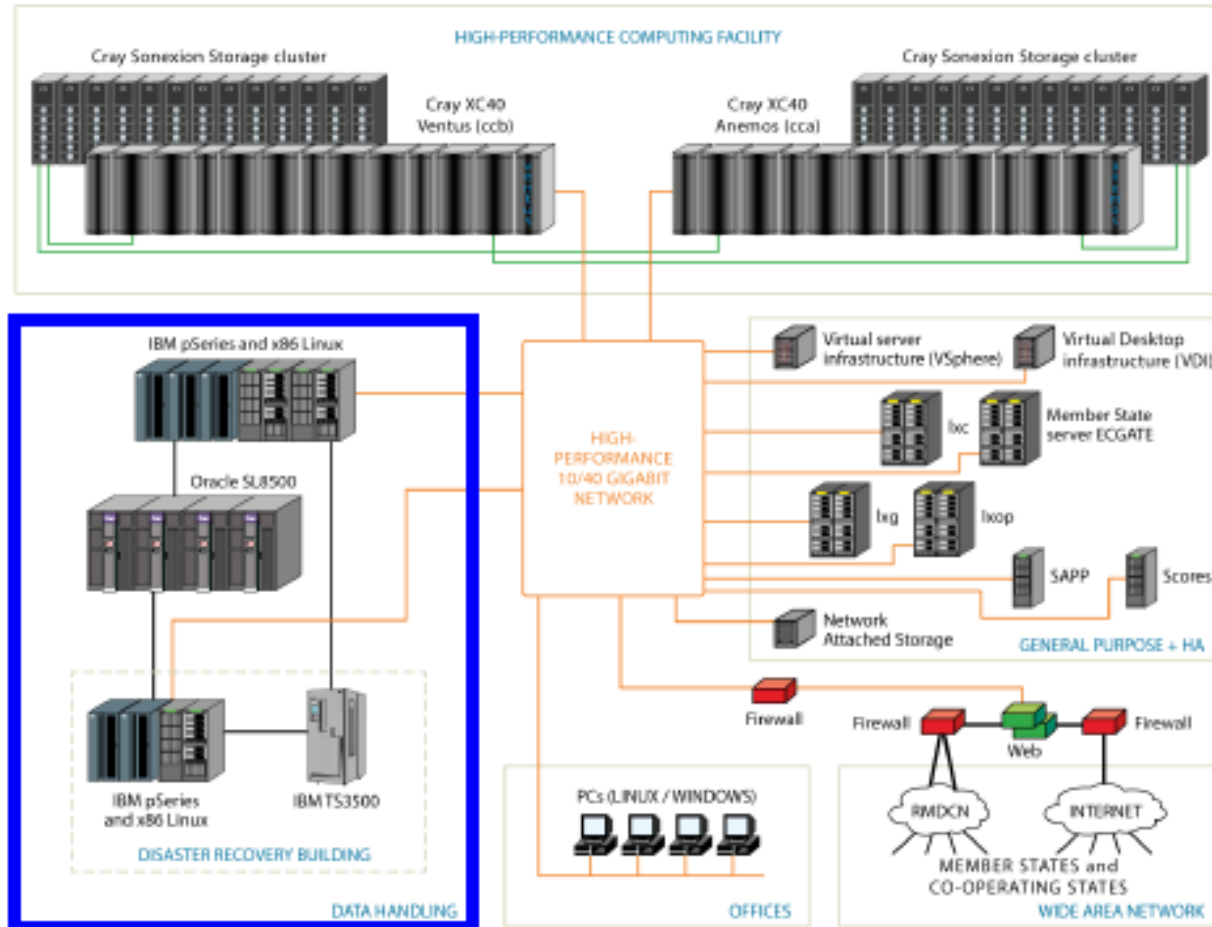 HIGH-PERFORMANCE COMPUTING FACILITY
Cray Sonexion Storage cluster
Cray Sonexion Storage cluster
Cray XC40
Ventus (ccb)
Cray XC40
Anemos (cca)
IBM pSeries and x86 Linux
Oracle SL8500
IBM pSeries
and x86 Linux
IBM TS3500
DISASTER RECOVERY BUILDING
DATA HANDLING
HIGH-
PERFORMANCE
10/40 GIGABIT
NETWORK
Virtual server
infrastructure (VSphere)
Virtual Desktop
infrastructure (VDI)
lxc
Member State
server ECGATE
lxg
lxop
SAPP
Scores
Network
Attached Storage
GENERAL PURPOSE + HA
Firewall
Firewall
Web
Firewall
PCs (LINUX / WINDOWS)
OFFICES
RMDCN
INTERNET
MEMBER STATES and
CO-OPERATING STATES
WIDE AREA NETWORK